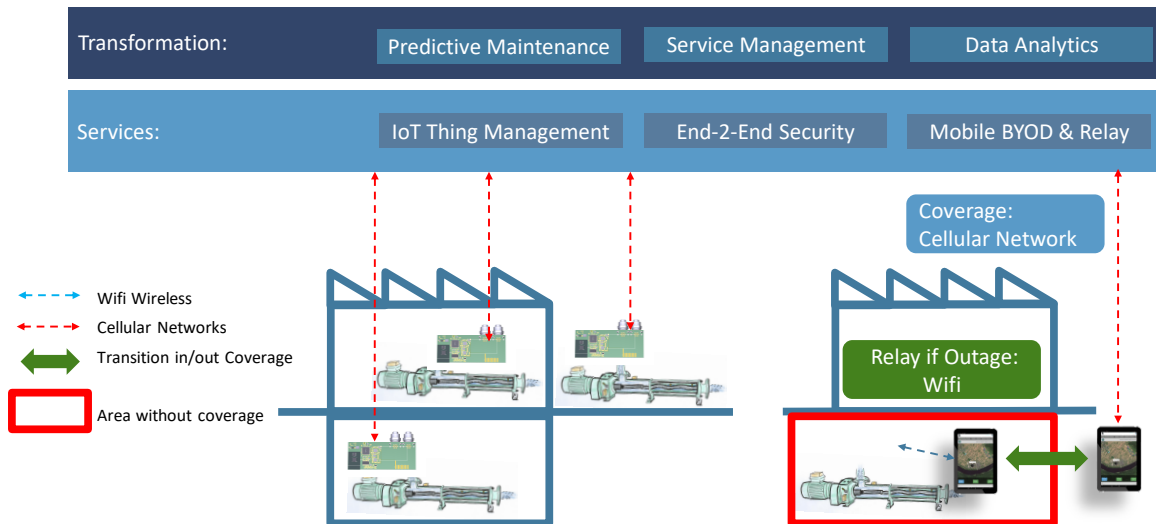 Transformation:
Predictive Maintenance
Service Management
Data Analytics
Services:
IoT Thing Management
End-2-End Security
Mobile BYOD & Relay
Coverage:
Cellular Network
Wifi Wireless
Cellular Networks
Transition in/out Coverage
Area without coverage
Relay if Outage:
Wifi